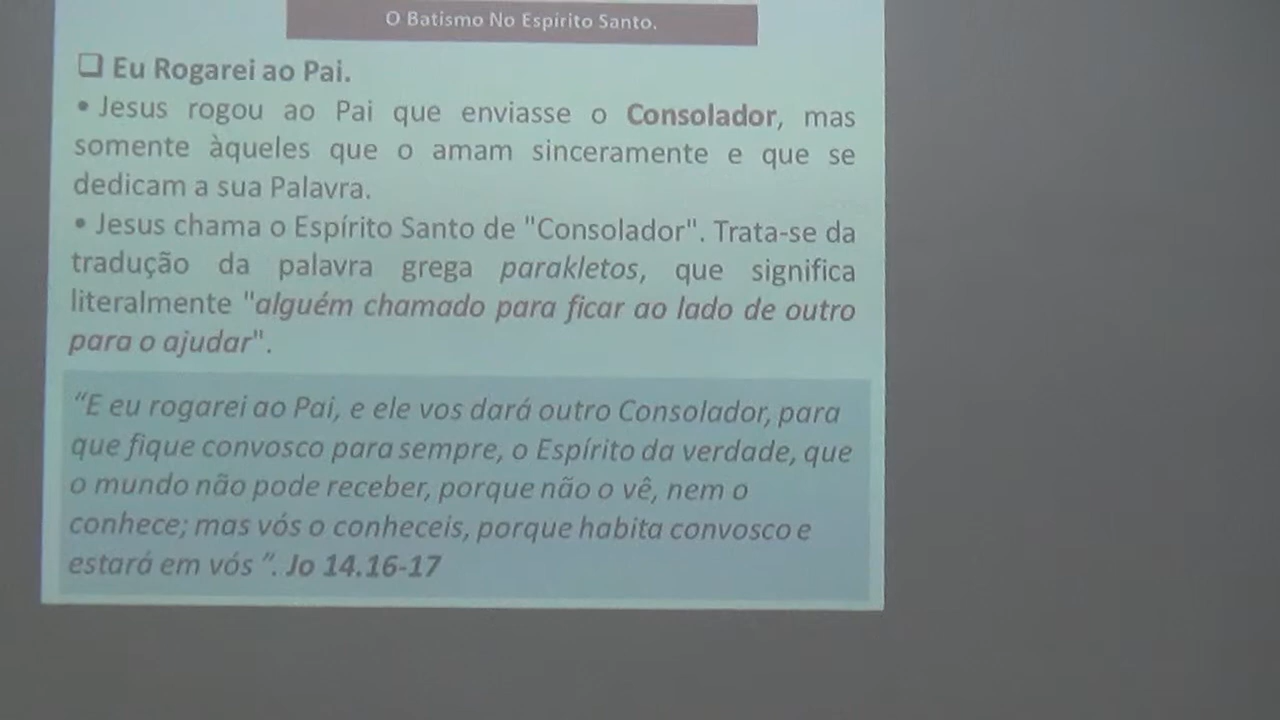 O Batismo No Espírito Santo.
❑ Eu Rogarei ao Pai.
• Jesus rogou ao Pai que enviasse o Consolador, mas
somente àqueles que o amam sinceramente e que se
dedicam a sua Palavra.
• Jesus chama o Espírito Santo de "Consolador". Trata-se da
tradução da palavra grega parakletos, que significa
literalmente "alguém chamado para ficar ao lado de outro
para o ajudar".
"E eu rogarei ao Pai, e ele vos dará outro Consolador, para
que fique convosco para sempre, o Espírito da verdade, que
o mundo não pode receber, porque não o vê, nem o
conhece; mas vós o conheceis, porque habita convosco e
estará em vós ". Jo 14.16-17